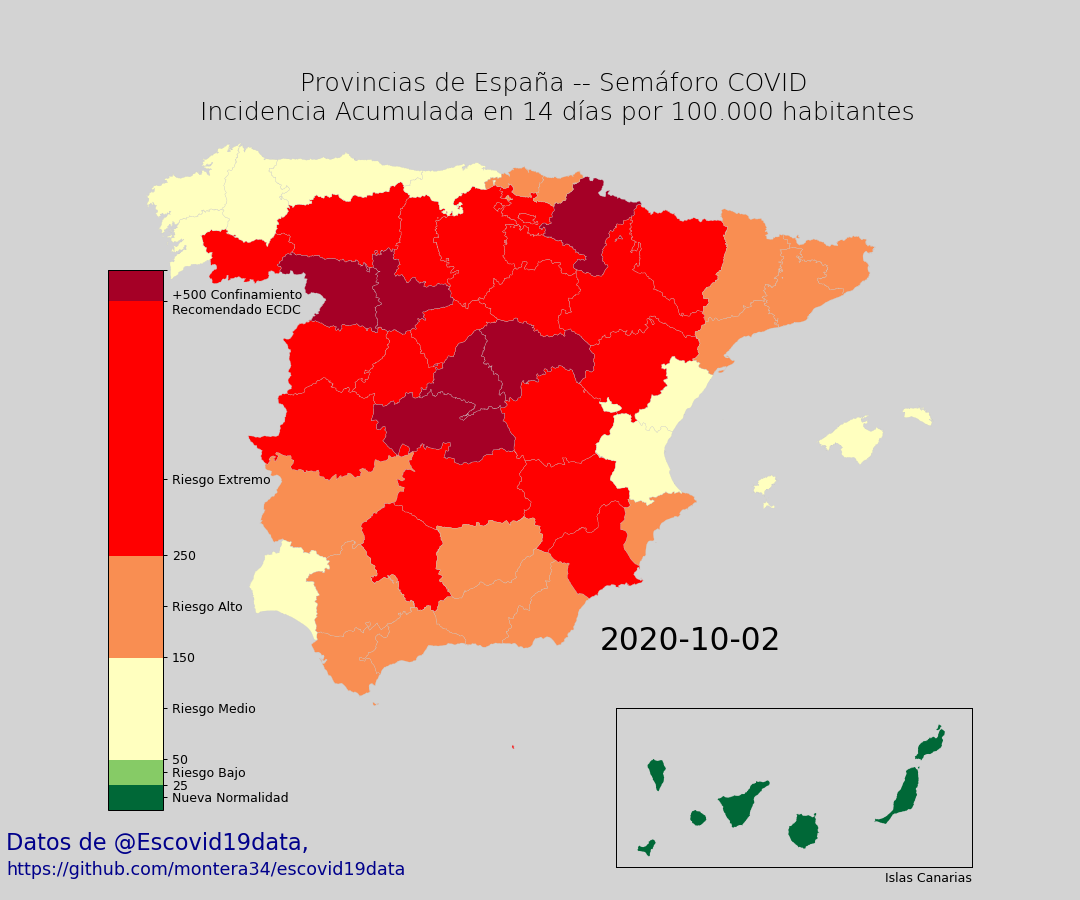 Provincias de España -- Semáforo COVID
Incidencia Acumulada en 14 días por 100.000 habitantes
+500 Confinamiento
Recomendado ECDC
Riesgo Extremo
250
Riesgo Alto
150
Riesgo Medio
50
Riesgo Bajo
25
Nueva Normalidad
2020-10-02
Islas Canarias
Datos de @Escovid19data,
https://github.com/montera34/escovid19data